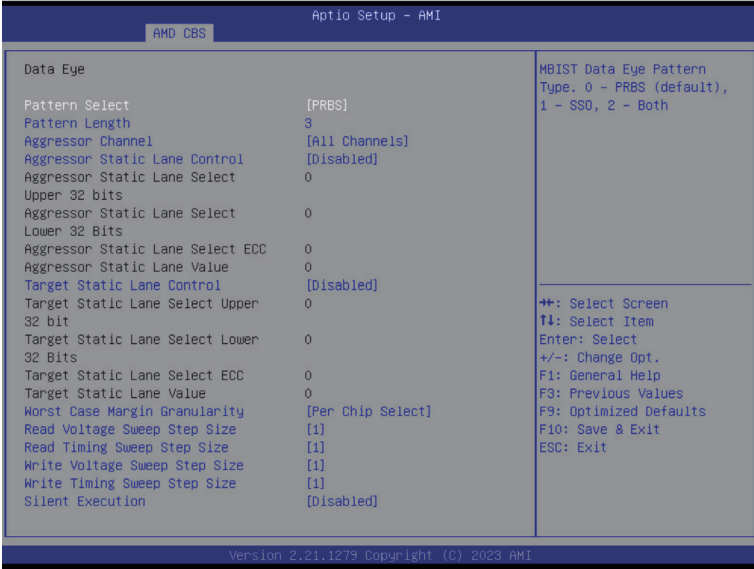 Aptio Setup - AMI
AMD CBS
Data Eye
Pattern Select [PRBS]
Pattern Length 3
Aggressor Channel [All Channels]
Aggressor Static Lane Control [Disabled]
Aggressor Static Lane Select 0
Upper 32 bits
Aggressor Static Lane Select 0
Lower 32 Bits
Aggressor Static Lane Select ECC 0
Aggressor Static Lane Value 0
Target Static Lane Control [Disabled]
Target Static Lane Select Upper 0
32 bit
Target Static Lane Select Lower 0
32 Bits
Target Static Lane Select ECC 0
Target Static Lane Value 0
Worst Case Margin Granularity [Per Chip Select]
Read Voltage Sweep Step Size [1]
Read Timing Sweep Step Size [1]
Write Voltage Sweep Step Size [1]
Write Timing Sweep Step Size [1]
Silent Execution [Disabled]
MBIST Data Eye Pattern
Type. 0 - PRBS (default),
1 - SSO, 2 - Both
→←: Select Screen
↑↓: Select Item
Enter: Select
+/-: Change Opt.
F1: General Help
F3: Previous Values
F9: Optimized Defaults
F10: Save & Exit
ESC: Exit
Version 2.21.1279 Copyright (C) 2023 AMI